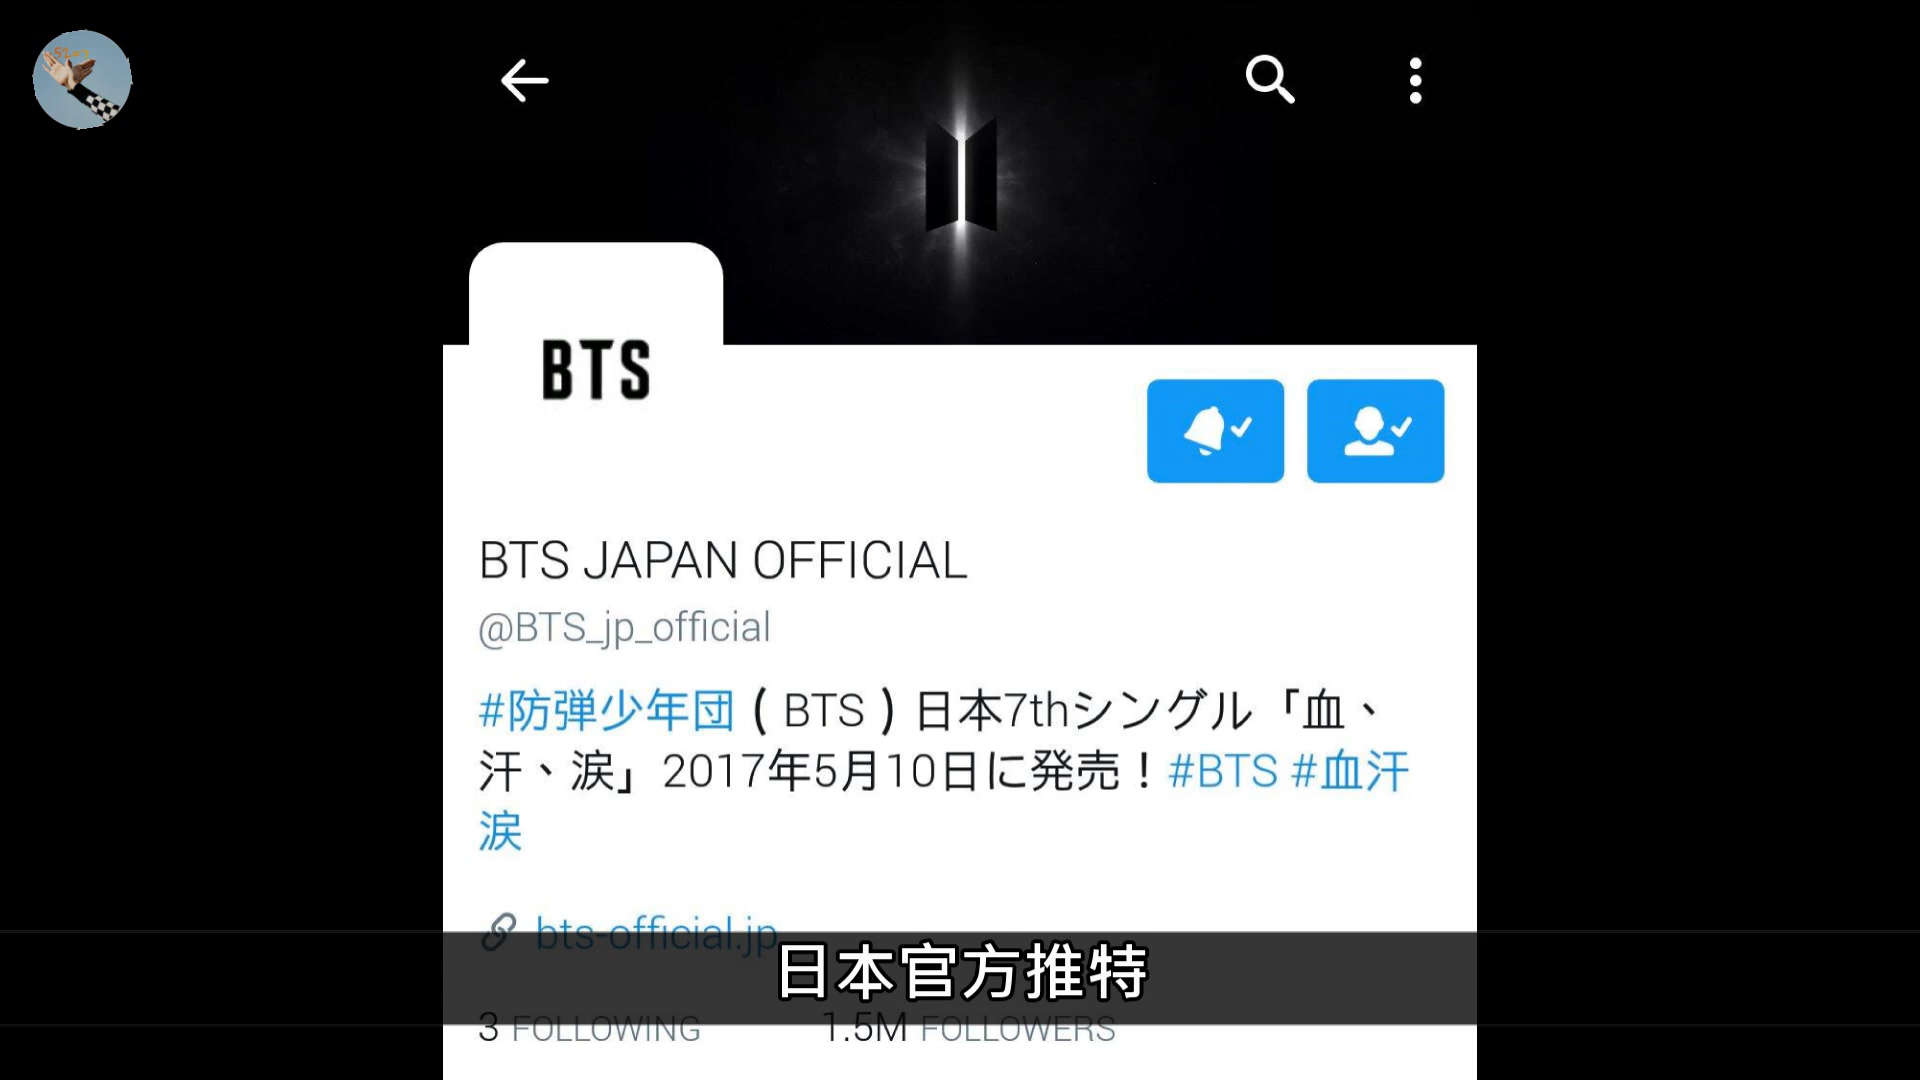 BTS
BTS JAPAN OFFICIAL
@BTS_jp_official
#防弾少年団（BTS）日本7thシングル「血、
汗、涙」2017年5月10日に発売！#BTS #血汗
涙
bts-official.jp
日本官方推特
3 FOLLOWING 1.5M FOLLOWERS